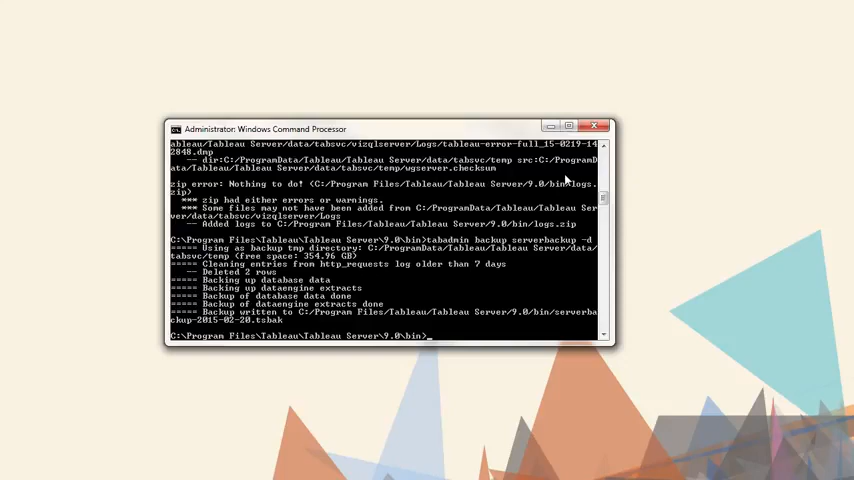 Administrator: Windows Command Processor
ableau/Tableau Server/data/tabsvc/vizqlserver/Logs/tableau-error-full_15-0219-14
2848.dmp
-- dir:C:/ProgramData/Tableau/Tableau Server/data/tabsvc/temp src:C:/ProgramD
ata/Tableau/Tableau Server/data/tabsvc/temp/wgserver.checksum
zip error: Nothing to do! (C:/Program Files/Tableau/Tableau Server/9.0/bin/logs.
zip)
*** zip had either errors or warnings.
*** Some files may not have been added from C:/ProgramData/Tableau/Tableau Ser
ver/data/tabsvc/vizqlserver/Logs
-- Added logs to C:/Program Files/Tableau/Tableau Server/9.0/bin/logs.zip
C:\Program Files\Tableau\Tableau Server\9.0\bin>tabadmin backup serverbackup -d
===== Using as backup tmp directory: C:/ProgramData/Tableau/Tableau Server/data/
tabsvc/temp (free space: 354.96 GB)
===== Cleaning entries from http_requests log older than 7 days
-- Deleted 2 rows
===== Backing up database data
===== Backing up dataengine extracts
===== Backup of database data done
===== Backup of dataengine extracts done
===== Backup written to C:/Program Files/Tableau/Tableau Server/9.0/bin/serverba
ckup-2015-02-20.tsbak
C:\Program Files\Tableau\Tableau Server\9.0\bin>_